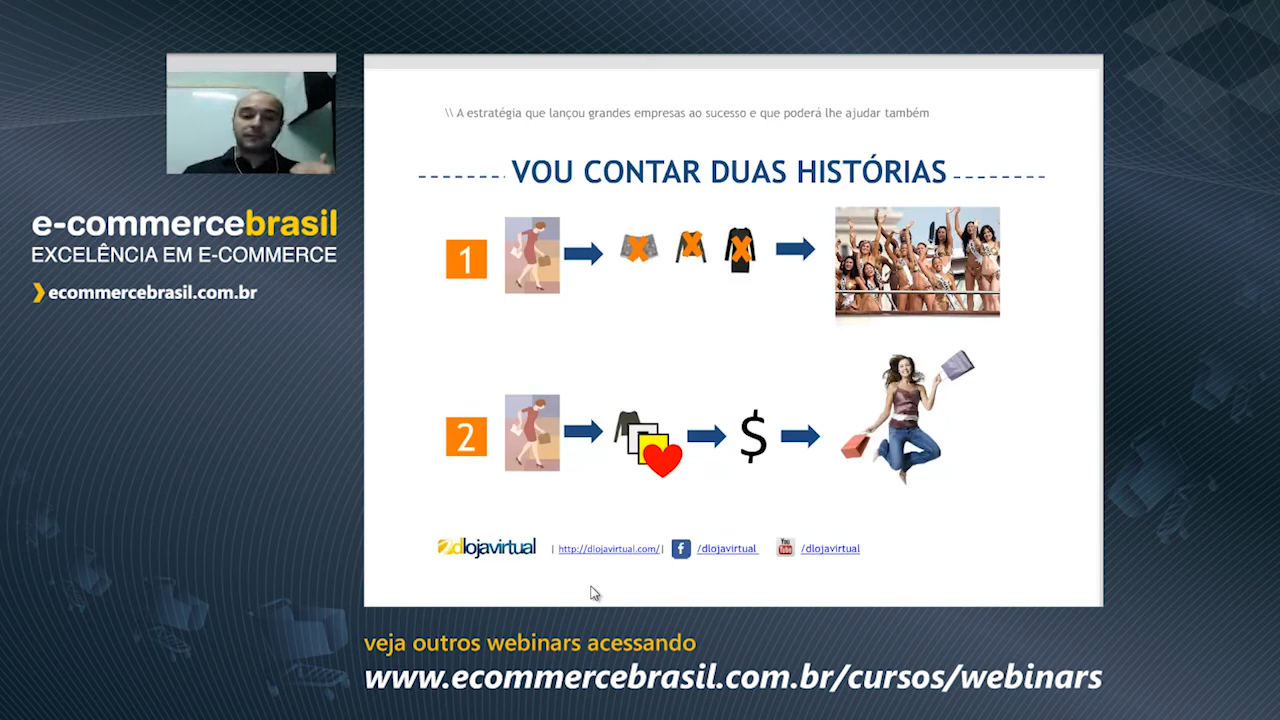 e-commercebrasil
EXCELÊNCIA EM E-COMMERCE
ecommercebrasil.com.br
\\ A estratégia que lançou grandes empresas ao sucesso e que poderá lhe ajudar também
VOU CONTAR DUAS HISTÓRIAS
1
2
$
dlojavirtual | http://dlojavirtual.com/| f /dlojavirtual You Tube /dlojavirtual
veja outros webinars acessando
www.ecommercebrasil.com.br/cursos/webinars